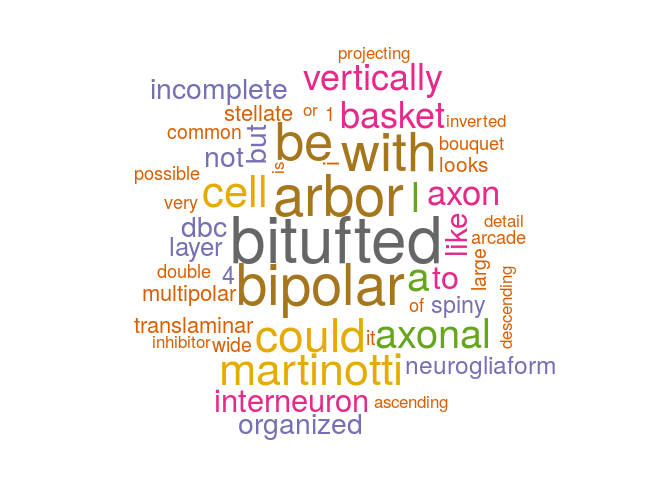 projecting
vertically
incomplete
stellate or 1 basket inverted
common but be with bouquet
not is i looks
possible
very cell arbor I axon
dbc bitufted like detail
layer arcade
double 4 bipolar a to large
multipolar of spiny descending
translaminar could it axonal
inhibitor wide
martinotti neurogliaform
interneuron ascending
organized